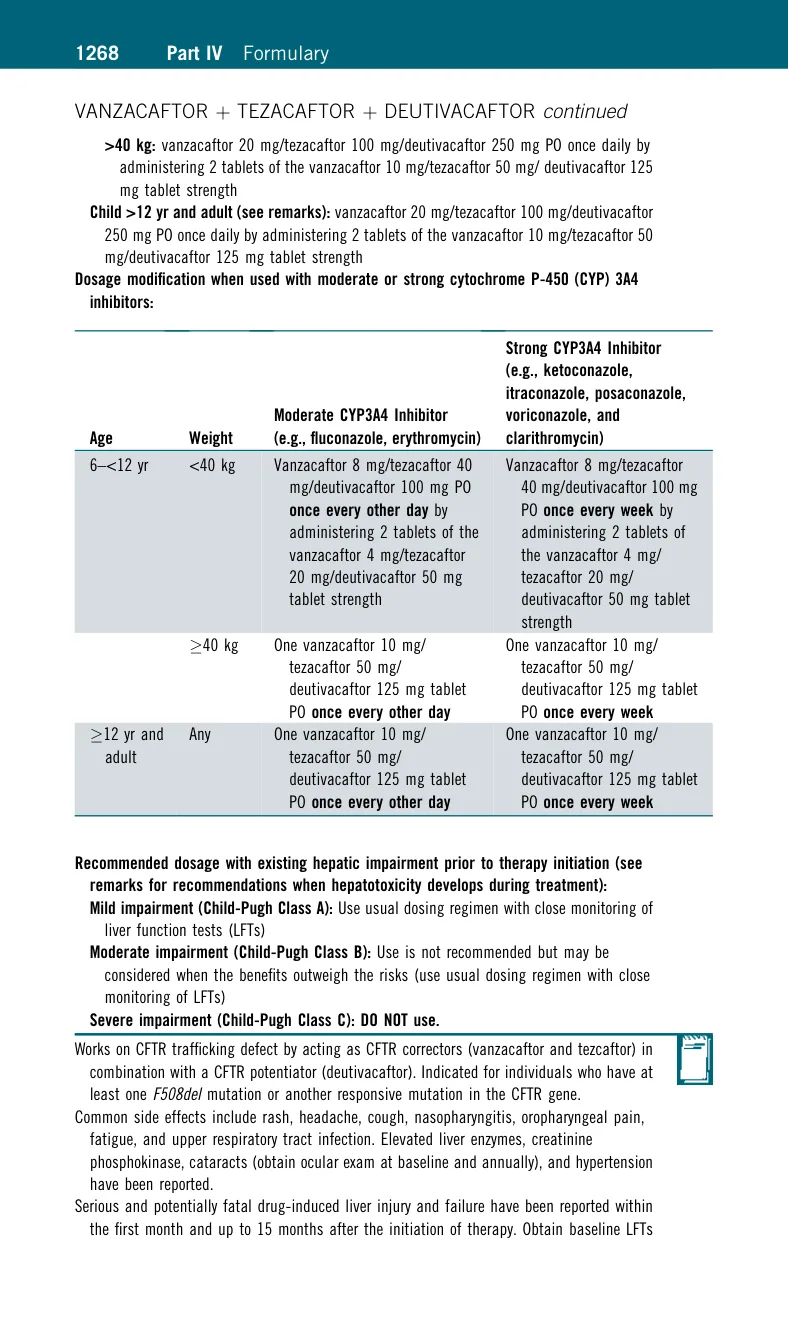 1268 Part IV Formulary
VANZACAFTOR + TEZACAFTOR + DEUTIVACAFTOR continued
>40 kg: vanzacaftor 20 mg/tezacaftor 100 mg/deutivacaftor 250 mg PO once daily by
administering 2 tablets of the vanzacaftor 10 mg/tezacaftor 50 mg/ deutivacaftor 125
mg tablet strength
Child >12 yr and adult (see remarks): vanzacaftor 20 mg/tezacaftor 100 mg/deutivacaftor
250 mg PO once daily by administering 2 tablets of the vanzacaftor 10 mg/tezacaftor 50
mg/deutivacaftor 125 mg tablet strength
Dosage modification when used with moderate or strong cytochrome P-450 (CYP) 3A4
inhibitors:
Age
Weight
Moderate CYP3A4 Inhibitor
(e.g., fluconazole, erythromycin)
Strong CYP3A4 Inhibitor
(e.g., ketoconazole,
itraconazole, posaconazole,
voriconazole, and
clarithromycin)
6–<12 yr
<40 kg
Vanzacaftor 8 mg/tezacaftor 40
mg/deutivacaftor 100 mg PO
once every other day by
administering 2 tablets of the
vanzacaftor 4 mg/tezacaftor
20 mg/deutivacaftor 50 mg
tablet strength
Vanzacaftor 8 mg/tezacaftor
40 mg/deutivacaftor 100 mg
PO once every week by
administering 2 tablets of
the vanzacaftor 4 mg/
tezacaftor 20 mg/
deutivacaftor 50 mg tablet
strength
≥40 kg
One vanzacaftor 10 mg/
tezacaftor 50 mg/
deutivacaftor 125 mg tablet
PO once every other day
One vanzacaftor 10 mg/
tezacaftor 50 mg/
deutivacaftor 125 mg tablet
PO once every week
≥12 yr and
adult
Any
One vanzacaftor 10 mg/
tezacaftor 50 mg/
deutivacaftor 125 mg tablet
PO once every other day
One vanzacaftor 10 mg/
tezacaftor 50 mg/
deutivacaftor 125 mg tablet
PO once every week
Recommended dosage with existing hepatic impairment prior to therapy initiation (see
remarks for recommendations when hepatotoxicity develops during treatment):
Mild impairment (Child-Pugh Class A): Use usual dosing regimen with close monitoring of
liver function tests (LFTs)
Moderate impairment (Child-Pugh Class B): Use is not recommended but may be
considered when the benefits outweigh the risks (use usual dosing regimen with close
monitoring of LFTs)
Severe impairment (Child-Pugh Class C): DO NOT use.
Works on CFTR trafficking defect by acting as CFTR correctors (vanzacaftor and tezcaftor) in
combination with a CFTR potentiator (deutivacaftor). Indicated for individuals who have at
least one F508del mutation or another responsive mutation in the CFTR gene.
Common side effects include rash, headache, cough, nasopharyngitis, oropharyngeal pain,
fatigue, and upper respiratory tract infection. Elevated liver enzymes, creatinine
phosphokinase, cataracts (obtain ocular exam at baseline and annually), and hypertension
have been reported.
Serious and potentially fatal drug-induced liver injury and failure have been reported within
the first month and up to 15 months after the initiation of therapy. Obtain baseline LFTs